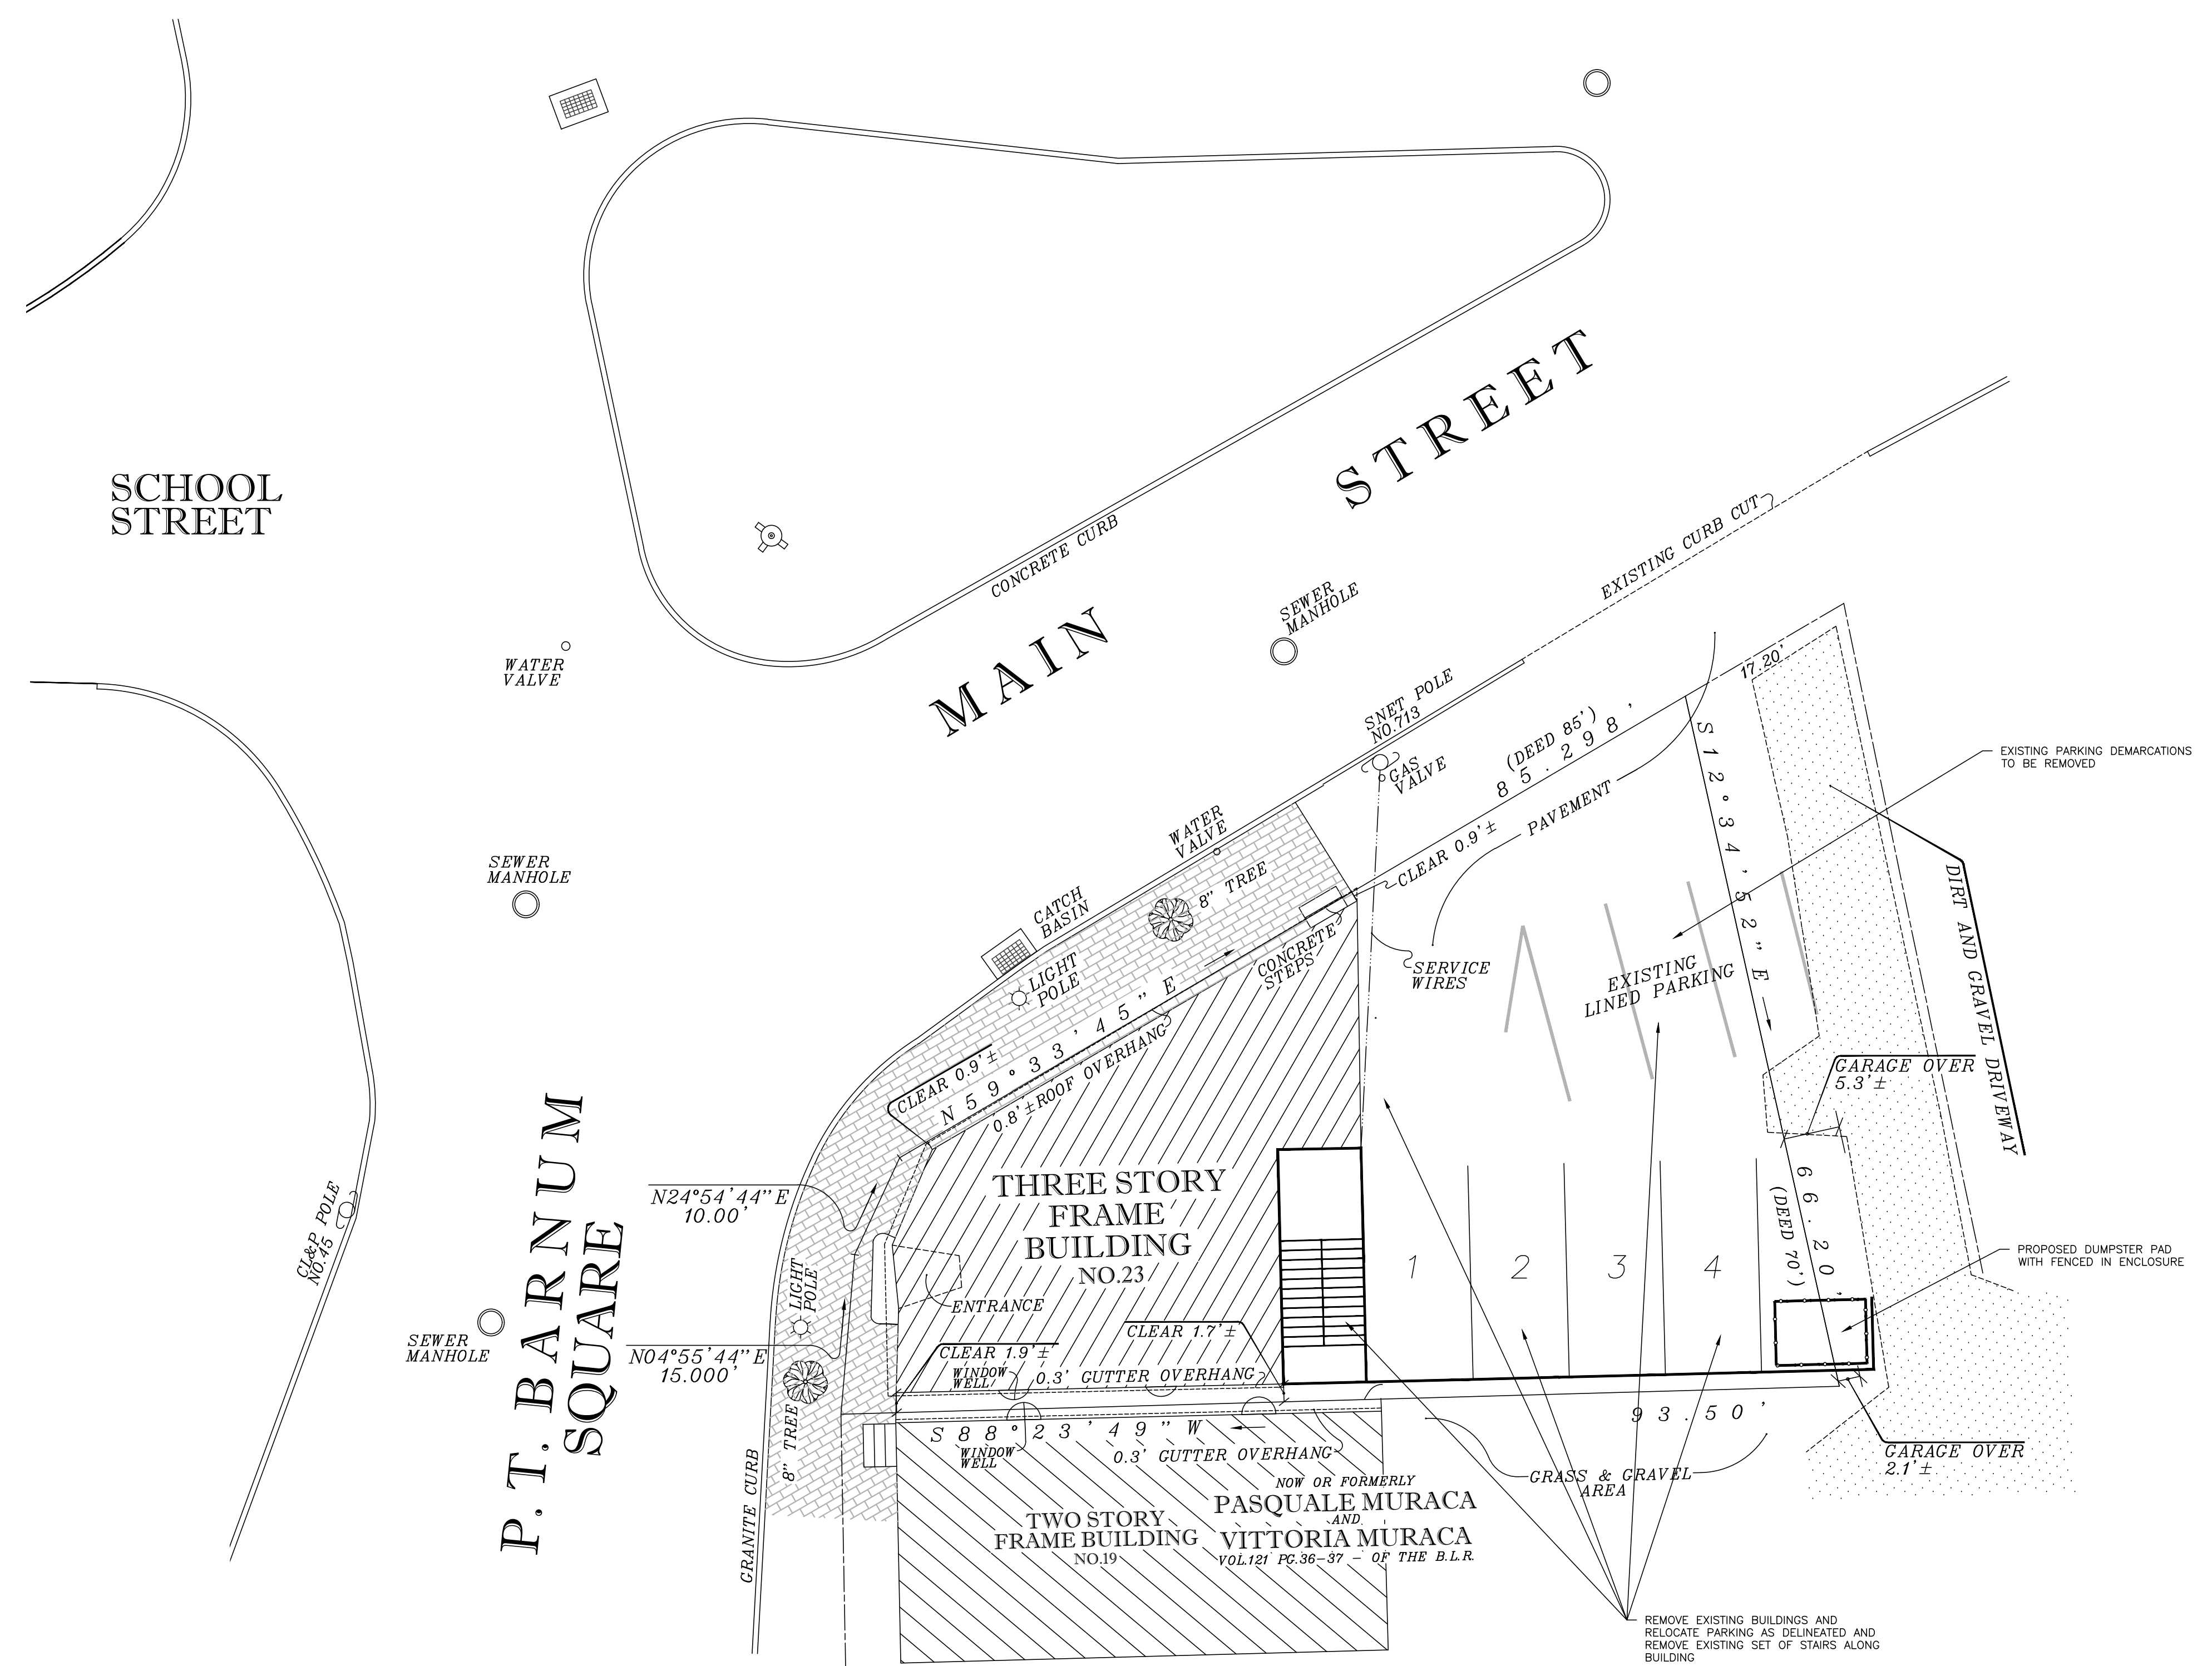 SCHOOL
STREET
MAIN STREET
CONCRETE CURB
EXISTING CURB CUT
SEWER
MANHOLE
WATER
VALVE
SNET POLE
NO.713
GAS
VALVE
(DEED 85')
85.298'
17.20'
S12°34'52"E
EXISTING PARKING DEMARCATIONS
TO BE REMOVED
PAVEMENT
CLEAR 0.9'±
WATER
VALVE
8" TREE
SEWER
MANHOLE
CATCH
BASIN
LIGHT
POLE
CONCRETE
STEPS
SERVICE
WIRES
EXISTING
LINED PARKING
DIRT AND GRAVEL DRIVEWAY
N59°33'45"E
CLEAR 0.9'±
0.8'±ROOF OVERHANG
GARAGE OVER
5.3'±
P.T. BARNUM
SQUARE
CL&P POLE
NO.45
N24°54'44"E
10.00'
THREE STORY
FRAME
BUILDING
NO.23
ENTRANCE
LIGHT
POLE
1
2
3
4
66.20'
(DEED 70')
PROPOSED DUMPSTER PAD
WITH FENCED IN ENCLOSURE
SEWER
MANHOLE
N04°55'44"E
15.000'
CLEAR 1.9'±
CLEAR 1.7'±
WINDOW
WELL
0.3' GUTTER OVERHANG
8" TREE
GRANITE CURB
S88°23'49"W
93.50'
WINDOW
WELL
0.3' GUTTER OVERHANG
GRASS & GRAVEL
AREA
GARAGE OVER
2.1'±
NOW OR FORMERLY
PASQUALE MURACA
AND
VITTORIA MURACA
VOL.121 PG.36-37 - OF THE B.L.R.
TWO STORY
FRAME BUILDING
NO.19
REMOVE EXISTING BUILDINGS AND
RELOCATE PARKING AS DELINEATED AND
REMOVE EXISTING SET OF STAIRS ALONG
BUILDING